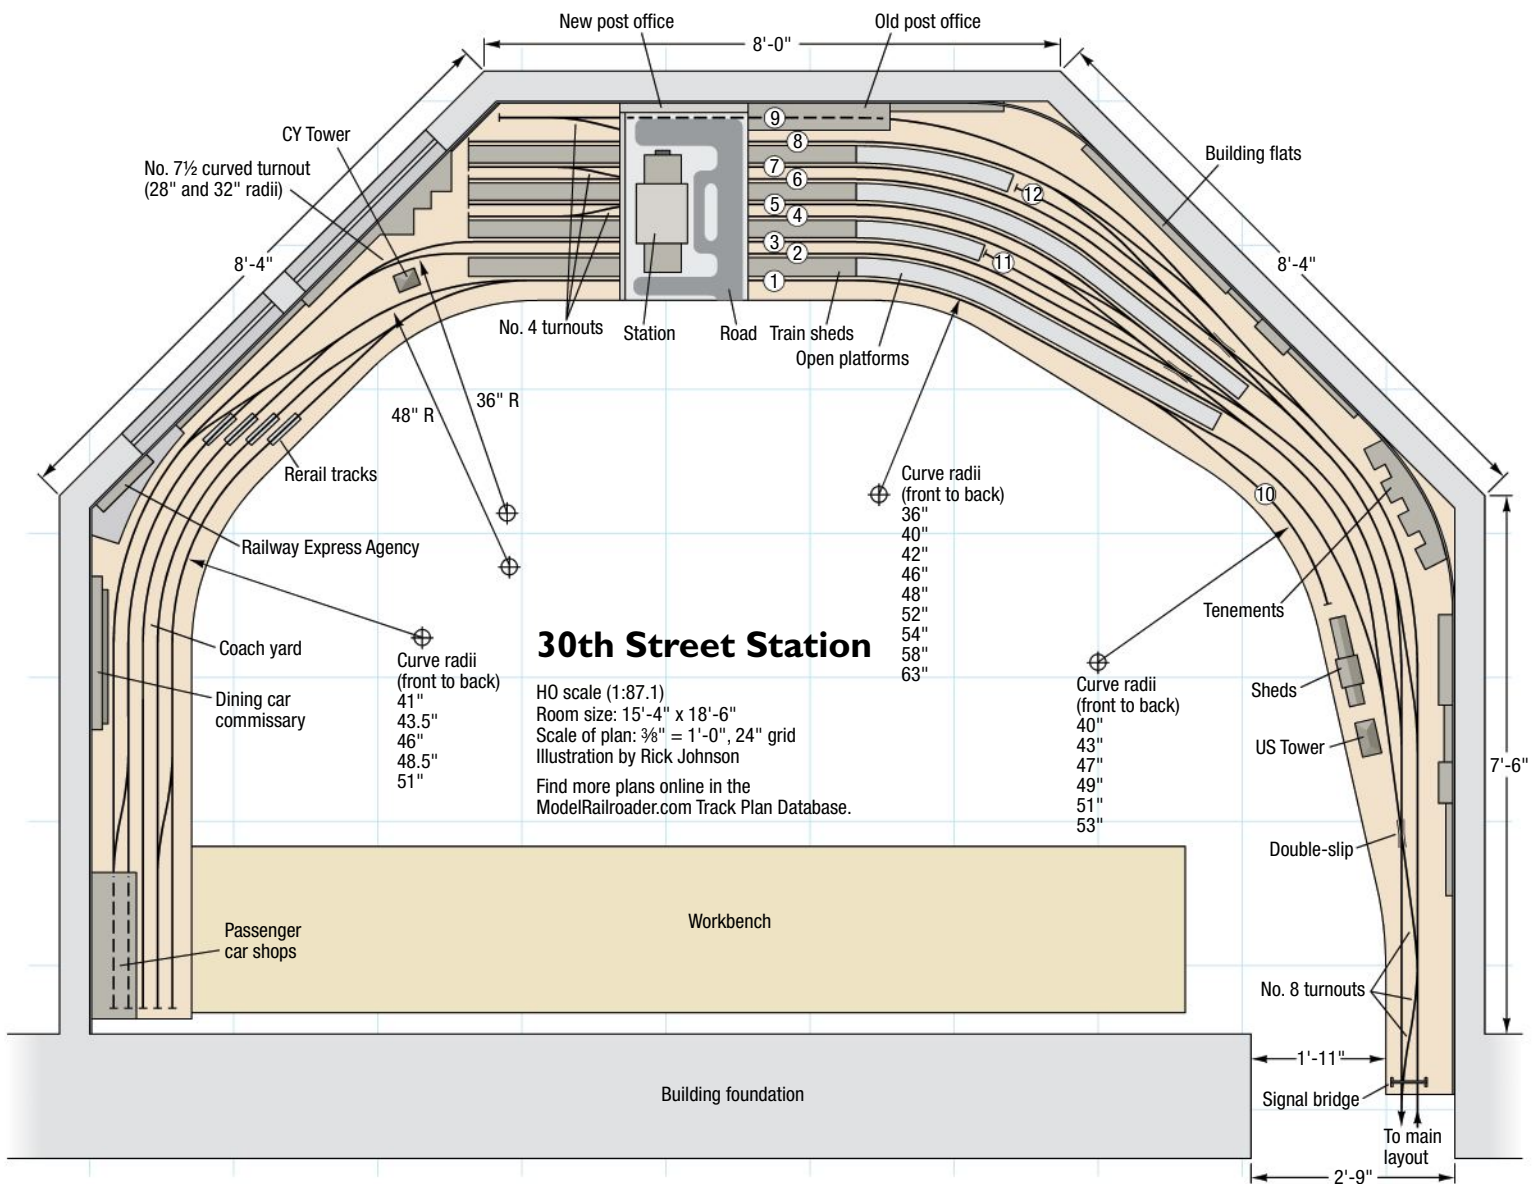 New post office
Old post office
8'-0"
CY Tower
No. 7½ curved turnout
(28" and 32" radii)
Building flats
9
8
7
6
5
4
3
2
1
12
11
8'-4"
8'-4"
No. 4 turnouts
Station
Road
Train sheds
Open platforms
48" R
36" R
Rerail tracks
Curve radii
(front to back)
36"
40"
42"
46"
48"
52"
54"
58"
63"
10
Railway Express Agency
Tenements
Coach yard
30th Street Station
HO scale (1:87.1)
Room size: 15'-4" x 18'-6"
Scale of plan: ⅜" = 1'-0", 24" grid
Illustration by Rick Johnson
Find more plans online in the
ModelRailroader.com Track Plan Database.
Curve radii
(front to back)
41"
43.5"
46"
48.5"
51"
Dining car
commissary
Curve radii
(front to back)
40"
43"
47"
49"
51"
53"
Sheds
US Tower
7'-6"
Double-slip
Workbench
Passenger
car shops
No. 8 turnouts
1'-11"
Building foundation
Signal bridge
To main
layout
2'-9"